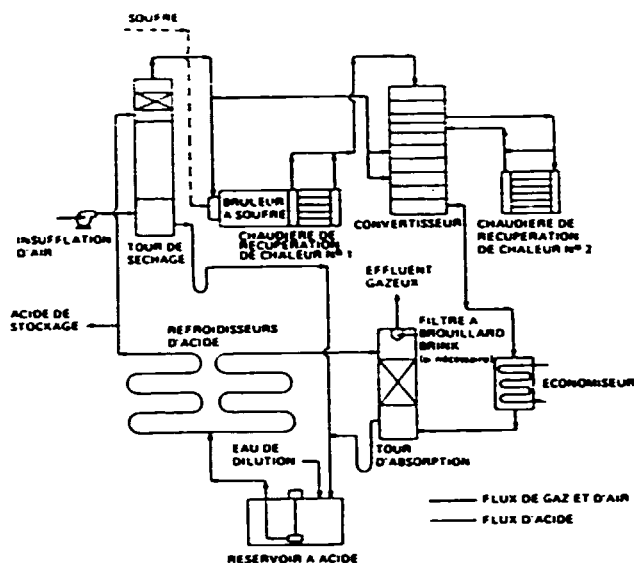 SOUFRE
BRULEUR
A SOUFRE
INSUFFLATION
D'AIR
TOUR DE
SECHAGE
CHAUDIERE DE
RECUPERATION
DE CHALEUR Nº 1
CONVERTISSEUR
CHAUDIERE DE
RECUPERATION
DE CHALEUR Nº 2
EFFLUENT
GAZEUX
ACIDE DE
STOCKAGE
REFROIDISSEURS
D'ACIDE
FILTRE A
BROUILLARD
BRINK
(si nécessaire)
ECONOMISEUR
EAU DE
DILUTION
TOUR
D'ABSORPTION
FLUX DE GAZ ET D'AIR
FLUX D'ACIDE
RESERVOIR A ACIDE